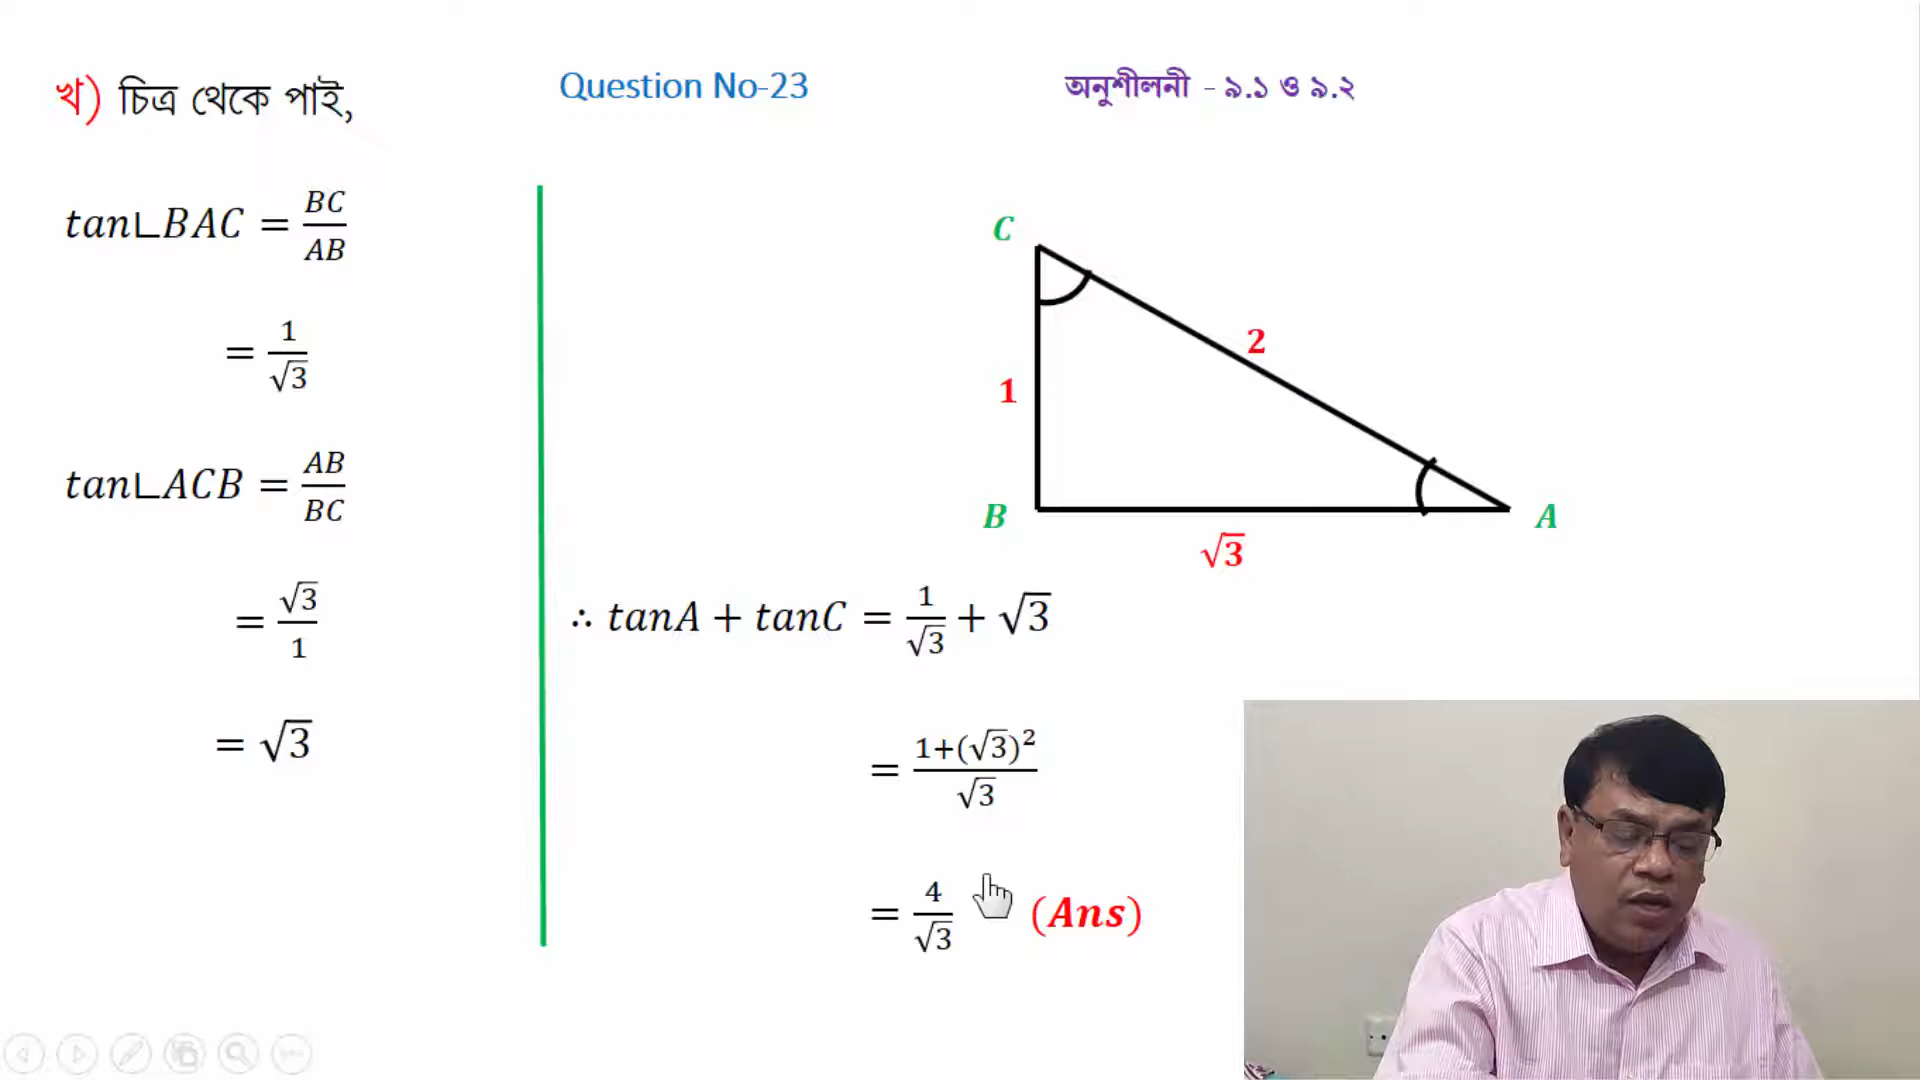 খ) চিত্র থেকে পাই,
Question No-23
অনুশীলনী - ৯.১ ও ৯.২
tan∟BAC = BC/AB
= 1/√3
tan∟ACB = AB/BC
= √3/1
= √3
C
2
1
B
A
√3
∴ tanA + tanC = 1/√3 + √3
= 1+(√3)²/√3
= 4/√3 (Ans)